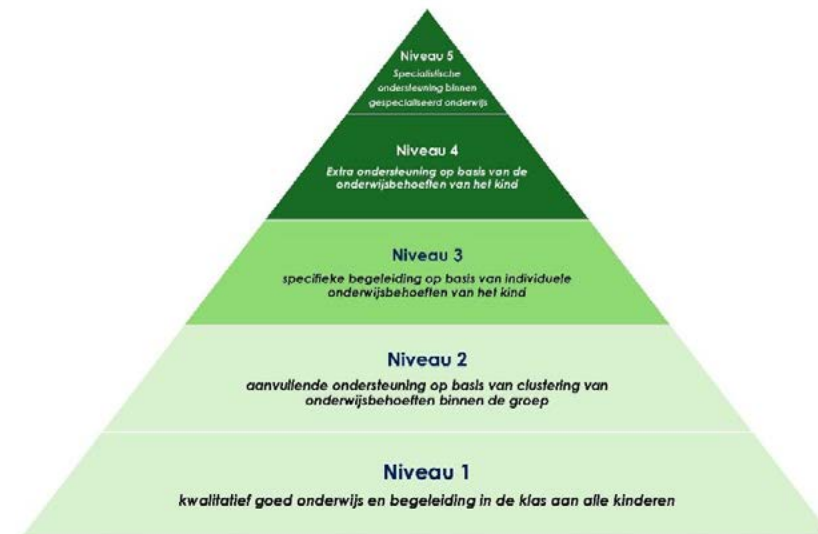 Niveau 5
Specialistische
ondersteuning binnen
gespecialiseerd onderwijs
Niveau 4
Extra ondersteuning op basis van de
onderwijsbehoeften van het kind
Niveau 3
specifieke begeleiding op basis van individuele
onderwijsbehoeften van het kind
Niveau 2
aanvullende ondersteuning op basis van clustering van
onderwijsbehoeften binnen de groep
Niveau 1
kwalitatief goed onderwijs en begeleiding in de klas aan alle kinderen